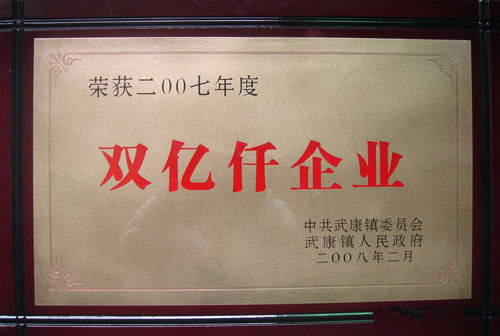 荣获二00七年度
双亿仟企业
中共武康镇委员会
武康镇人民政府
二00八年二月